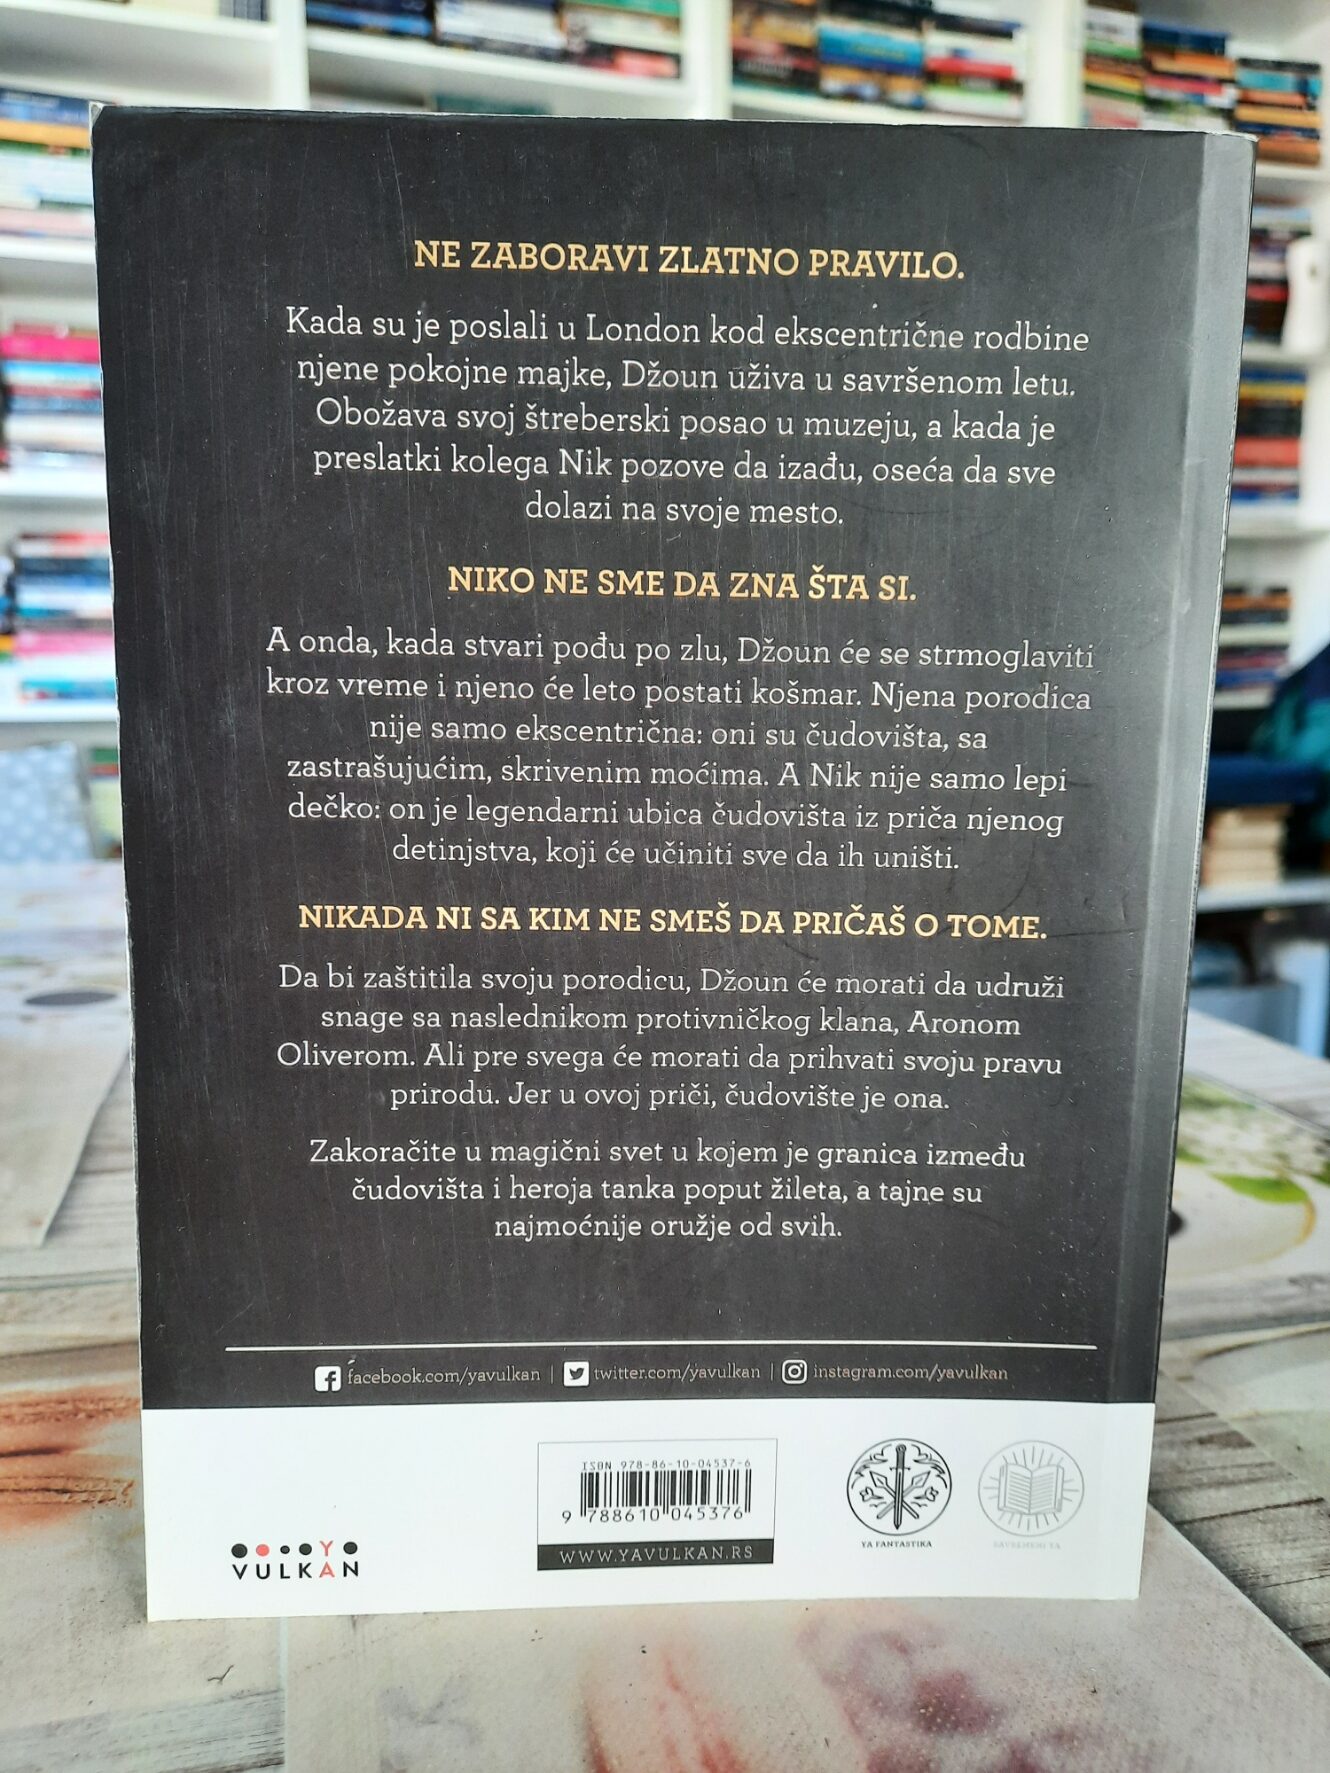 NE ZABORAVI ZLATNO PRAVILO.
Kada su je poslali u London kod ekscentrične rodbine
njene pokojne majke, Džoun uživa u savršenom letu.
Obožava svoj štreberski posao u muzeju, a kada je
preslatki kolega Nik pozove da izađu, oseća da sve
dolazi na svoje mesto.
NIKO NE SME DA ZNA ŠTA SI.
A onda, kada stvari pođu po zlu, Džoun će se strmoglaviti
kroz vreme i njeno će leto postati košmar. Njena porodica
nije samo ekscentrična: oni su čudovišta, sa
zastrašujućim, skrivenim moćima. A Nik nije samo lepi
dečko: on je legendarni ubica čudovišta iz priča njenog
detinjstva, koji će učiniti sve da ih uništi.
NIKADA NI SA KIM NE SMEŠ DA PRIČAŠ O TOME.
Da bi zaštitila svoju porodicu, Džoun će morati da udruži
snage sa naslednikom protivničkog klana, Aronom
Oliverom. Ali pre svega će morati da prihvati svoju pravu
prirodu. Jer u ovoj priči, čudovište je ona.
Zakoračite u magični svet u kojem je granica između
čudovišta i heroja tanka poput žileta, a tajne su
najmoćnije oružje od svih.
facebook.com/yavulkan | twitter.com/yavulkan | instagram.com/yavulkan
ISBN 978-86-10-04537-6
9 788610 045376
WWW.YAVULKAN.RS
Y
VULKAN
YA FANTASTIKA
SAVREMENI YA